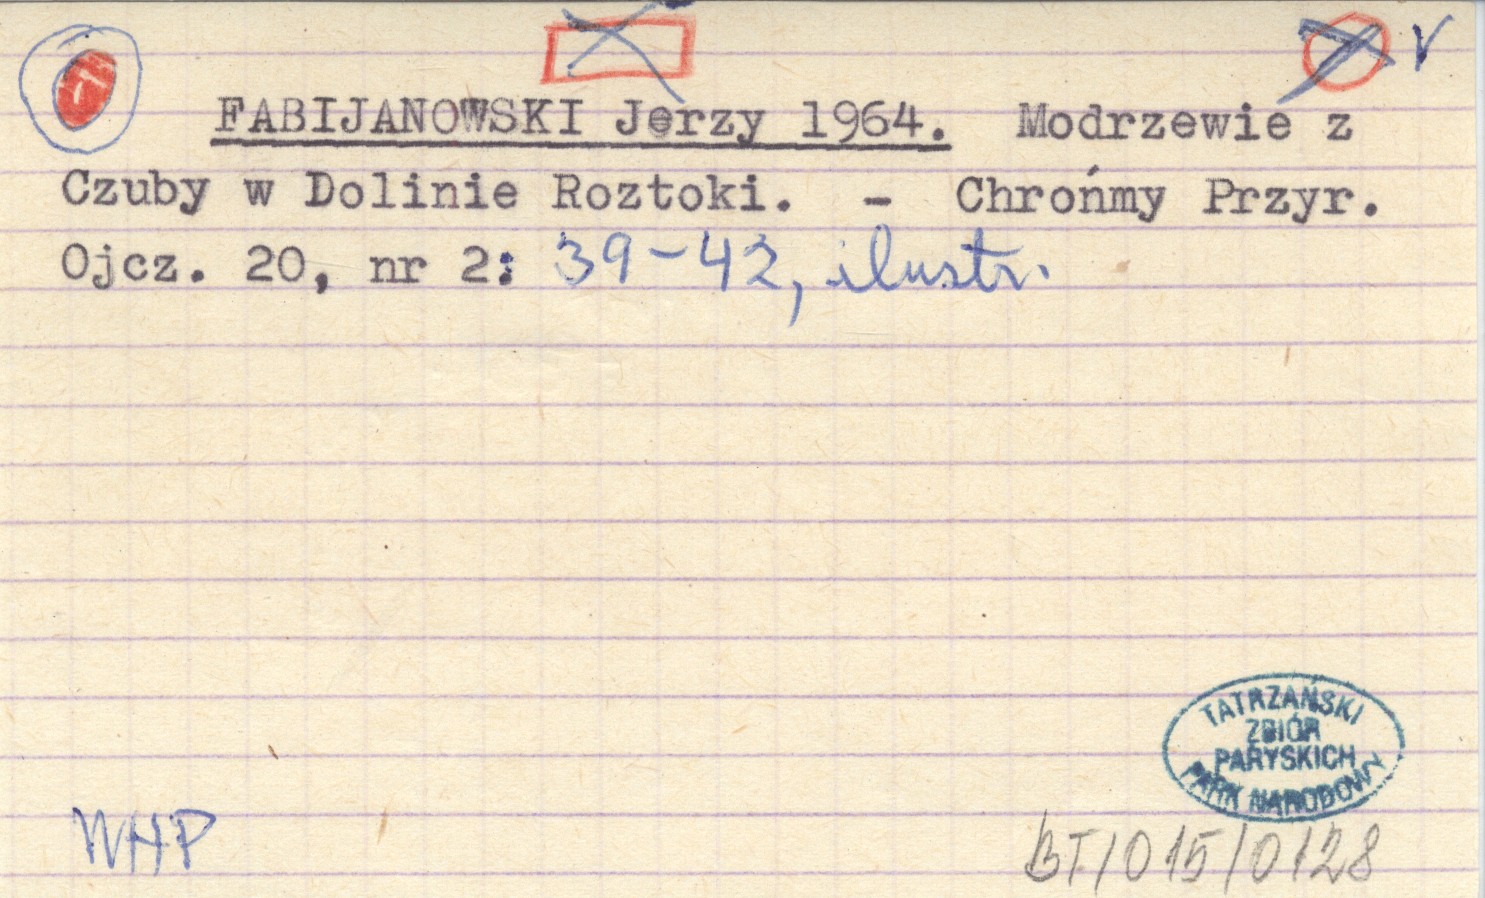 V
FABIJANOWSKI Jerzy 1964. Modrzewie z
Czuby w Dolinie Roztoki. - Chrońmy Przyr.
Ojcz. 20, nr 2: 39-42, ilustr.
TATRZAŃSKI
ZBIÓR
PARYSKICH
PARK NARODOWY
WHP
BT/015/0128